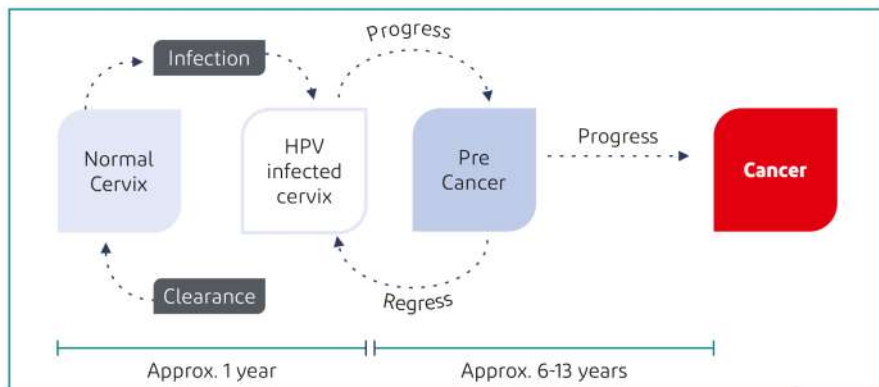 Infection
Progress
Normal
Cervix
HPV
infected
cervix
Pre
Cancer
Progress
Cancer
Clearance
Regress
Approx. 1 year
Approx. 6-13 years